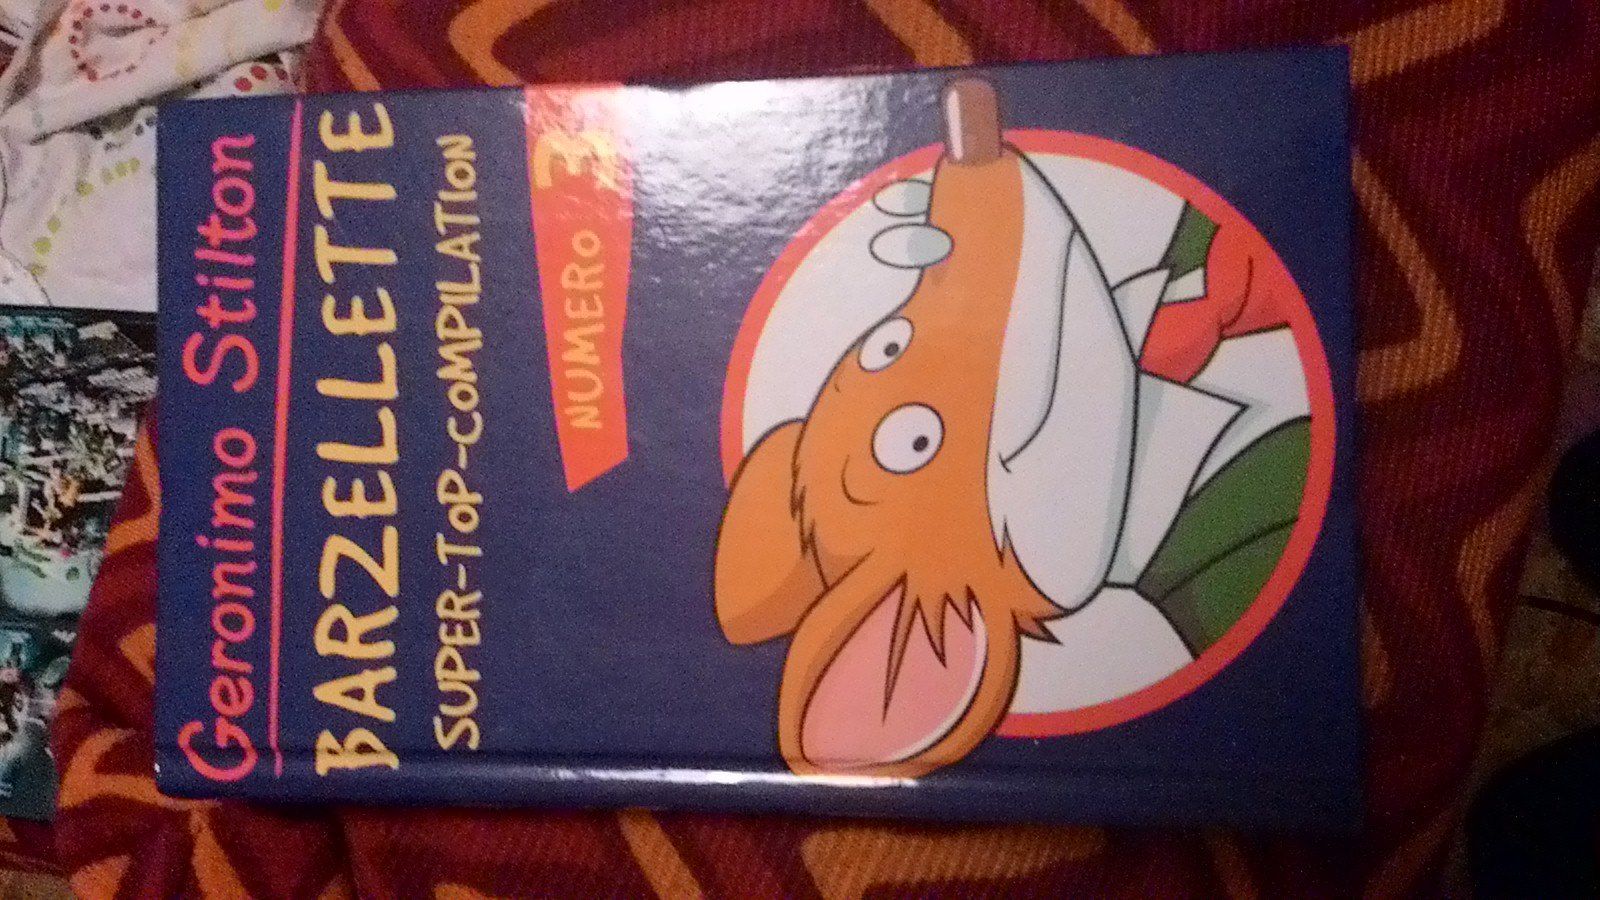 Geronimo Stilton
BARZELLETTE
SUPER-TOP-COMPILATION
NUMERO 3